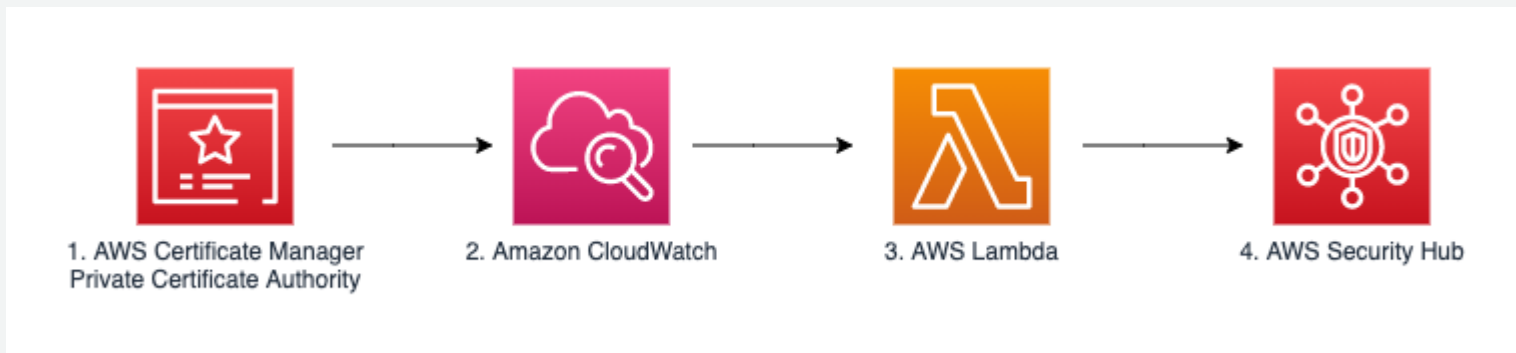 1. AWS Certificate Manager
Private Certificate Authority
2. Amazon CloudWatch
3. AWS Lambda
4. AWS Security Hub